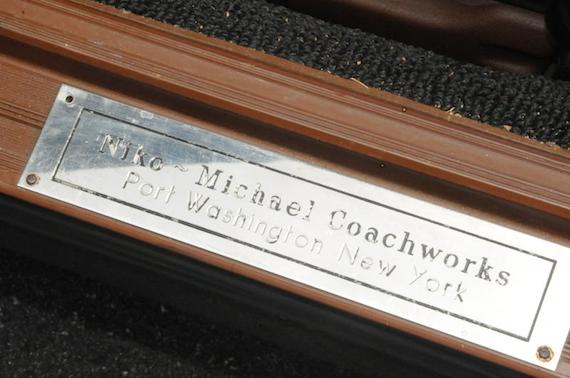 Niko ~ Michael Coachworks
Port Washington New York